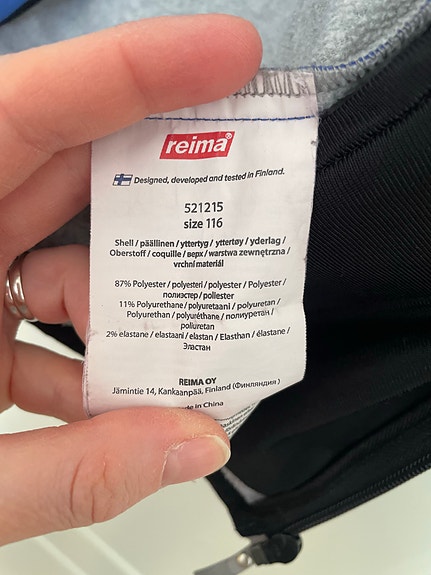 reima®
Designed, developed and tested in Finland.
521215
size 116
Shell / päällinen / yttertyg / yttertøy / yderlag /
Oberstoff / coquille / верх / warstwa zewnętrzna /
vrchní materiál
87% Polyester / polyesteri / polyester / Polyester /
полиэстер / poliester
11% Polyurethane / polyuretaani / polyuretan /
Polyurethan / polyuréthane / полиуретан /
poliuretan
2% elastane / elastaani / elastan / Elasthan / élastane /
Эластан
REIMA OY
Jämintie 14, Kankaanpää, Finland (Финляндия)
in China